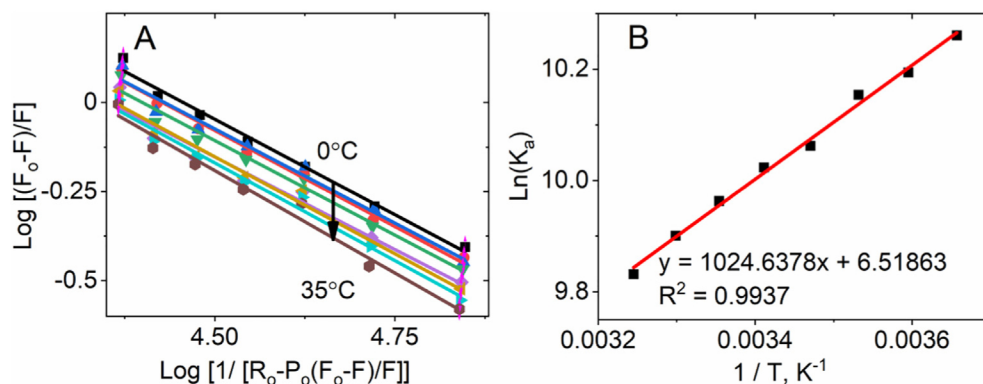 A
Log [(Fo-F)/F]
0
-0.25
-0.5
0°C
35°C
4.50
4.75
Log [1/ [Ro-Po(Fo-F)/F]]
B
Ln(Ka)
10.2
10.0
9.8
y = 1024.6378x + 6.51863
R² = 0.9937
0.0032
0.0034
0.0036
1 / T, K⁻¹